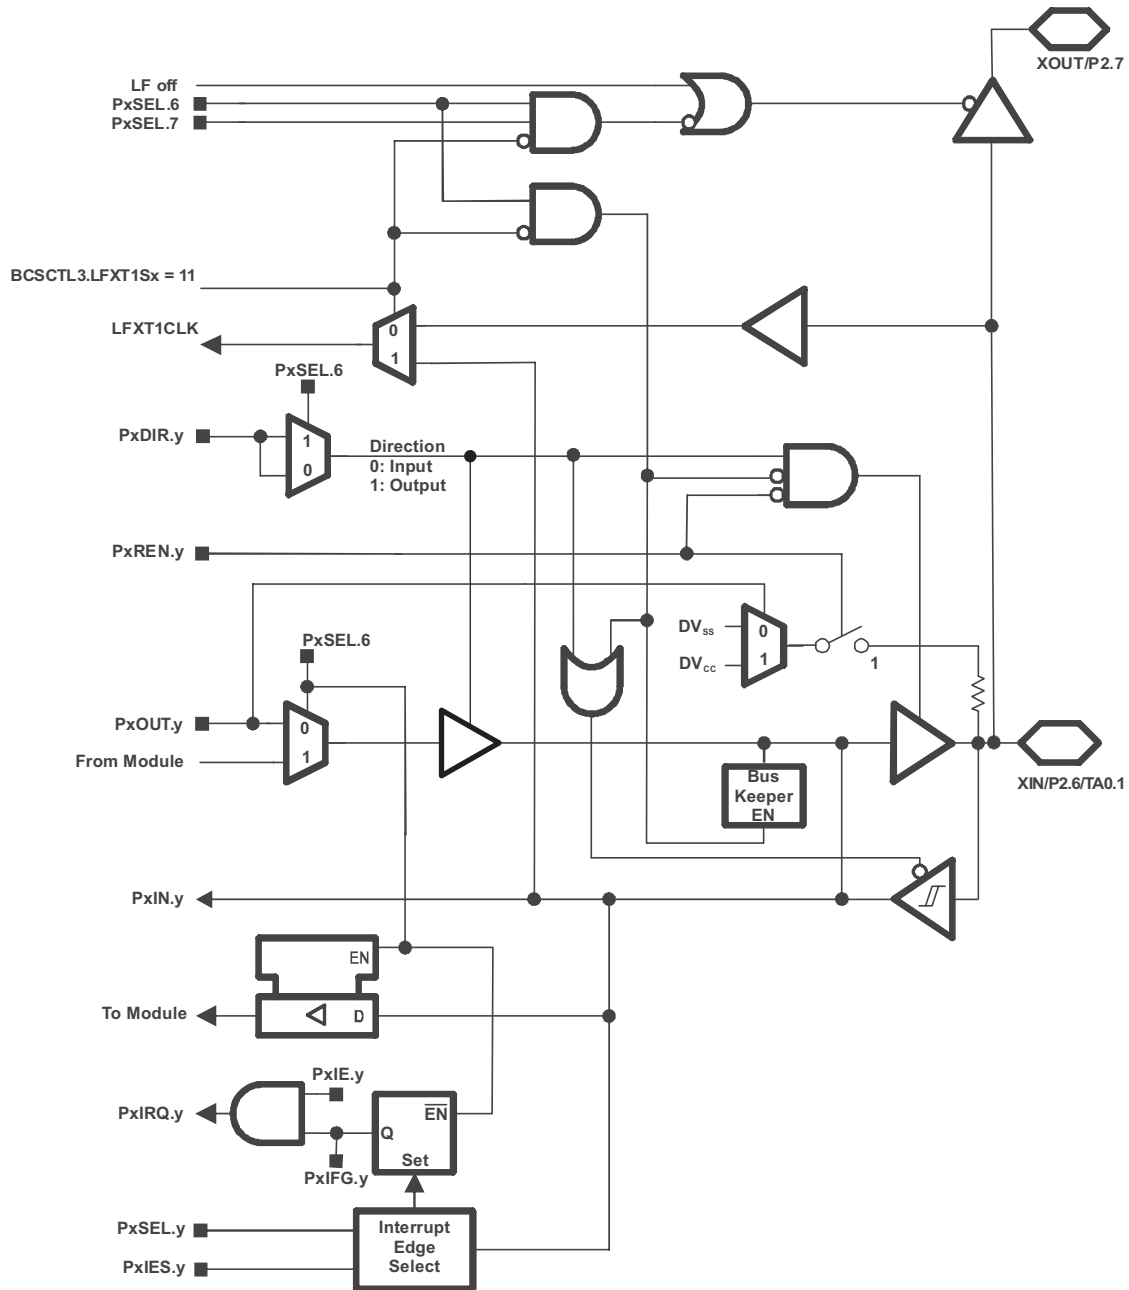 XOUT/P2.7
LF off
PxSEL.6
PxSEL.7
BCSCTL3.LFXT1Sx = 11
LFXT1CLK
0
1
PxSEL.6
PxDIR.y
1
0
Direction
0: Input
1: Output
PxREN.y
DVSS
0
DVCC
1
1
PxSEL.6
PxOUT.y
0
From Module
1
Bus
Keeper
EN
XIN/P2.6/TA0.1
PxIN.y
EN
To Module
D
PxIE.y
PxIRQ.y
EN
Q
Set
PxIFG.y
PxSEL.y
PxIES.y
Interrupt
Edge
Select